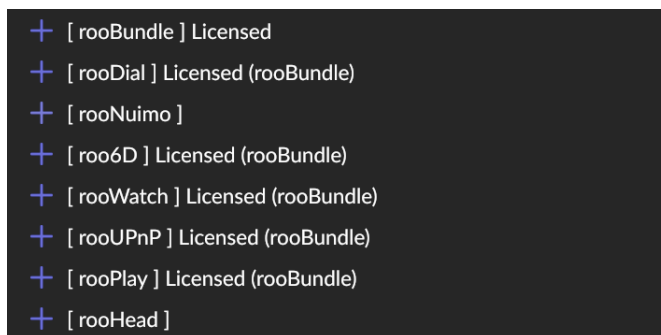 [ rooBundle ] Licensed
[ rooDial ] Licensed (rooBundle)
[ rooNuimo ]
[ roo6D ] Licensed (rooBundle)
[ rooWatch ] Licensed (rooBundle)
[ rooUPnP ] Licensed (rooBundle)
[ rooPlay ] Licensed (rooBundle)
[ rooHead ]